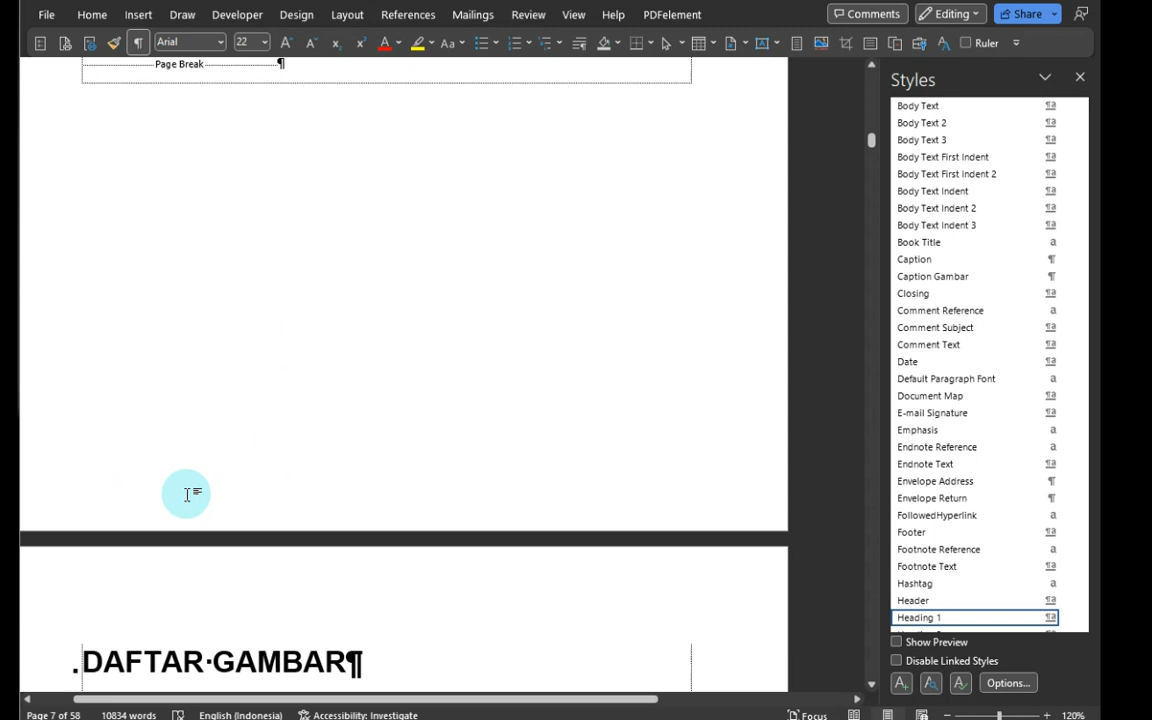 File Home Insert Draw Developer Design Layout References Mailings Review View Help PDFelement Comments Editing Share
Arial 22 Aa Ruler
Page Break ¶
.DAFTAR·GAMBAR¶
Styles
Body Text
Body Text 2
Body Text 3
Body Text First Indent
Body Text First Indent 2
Body Text Indent
Body Text Indent 2
Body Text Indent 3
Book Title a
Caption ¶
Caption Gambar ¶
Closing
Comment Reference a
Comment Subject
Comment Text
Date
Default Paragraph Font a
Document Map
E-mail Signature
Emphasis a
Endnote Reference a
Endnote Text
Envelope Address ¶
Envelope Return ¶
FollowedHyperlink a
Footer
Footnote Reference a
Footnote Text
Hashtag a
Header
Heading 1
Show Preview
Disable Linked Styles
Options...
Page 7 of 58 10834 words English (Indonesia) Accessibility: Investigate Focus 120%